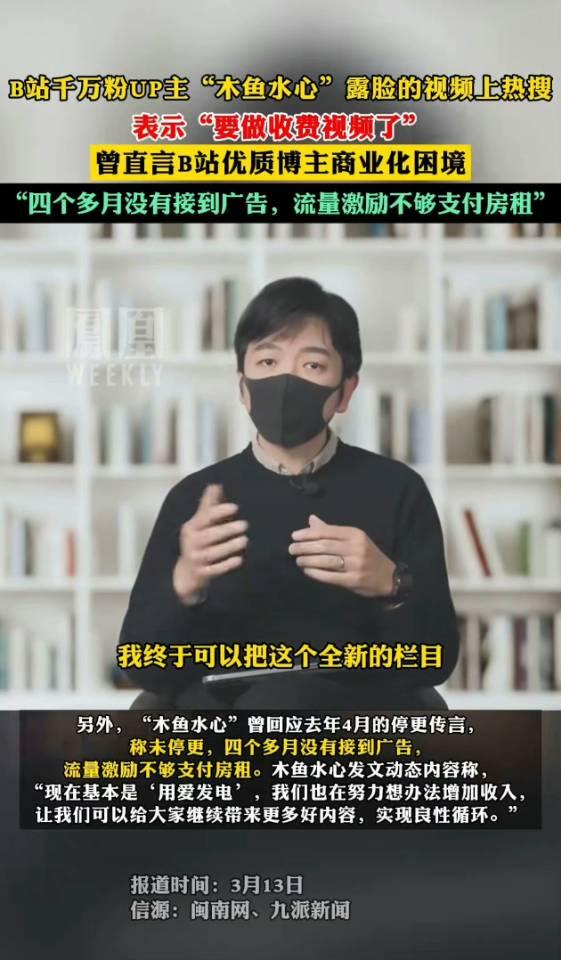 B站千万粉UP主“木鱼水心”露脸的视频上热搜
表示“要做收费视频了”
曾直言B站优质博主商业化困境
“四个多月没有接到广告，流量激励不够支付房租”
鳳凰
WEEKLY
我终于可以把这个全新的栏目
另外，“木鱼水心”曾回应去年4月的停更传言，
称未停更，四个多月没有接到广告，
流量激励不够支付房租。木鱼水心发文动态内容称，
“现在基本是‘用爱发电’，我们也在努力想办法增加收入，
让我们可以给大家继续带来更多好内容，实现良性循环。”
报道时间：3月13日
信源：闽南网、九派新闻